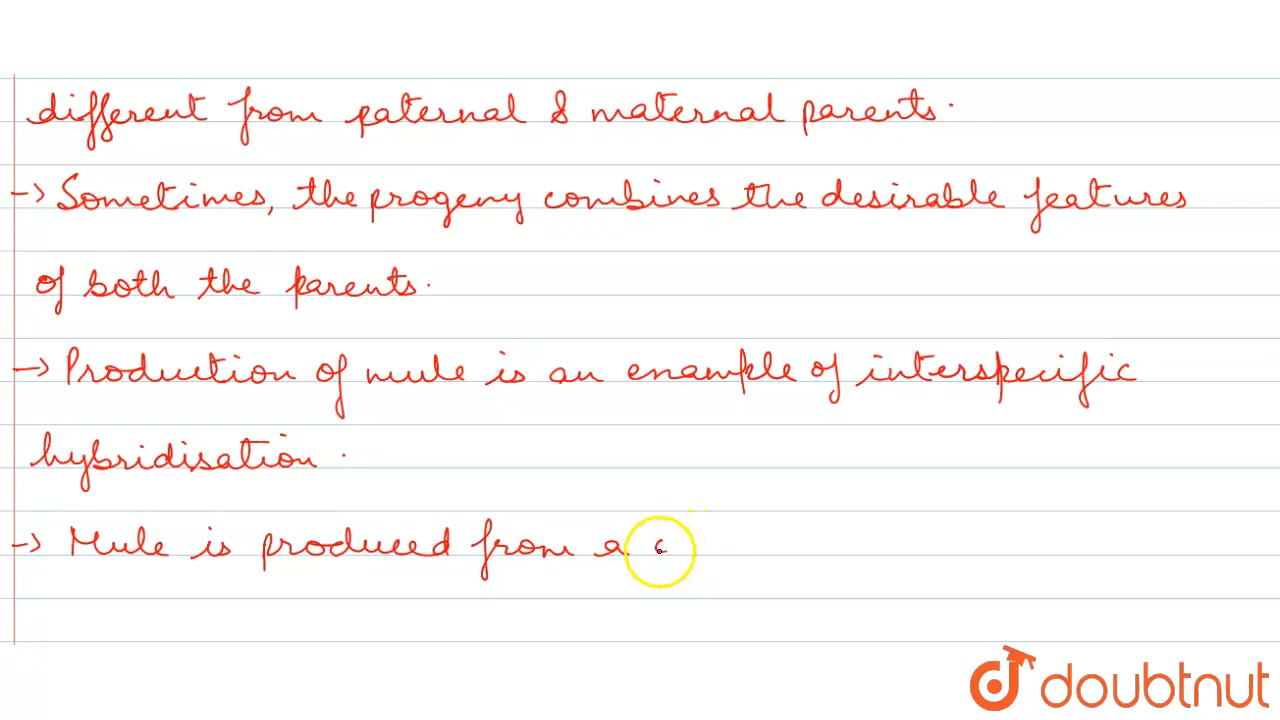 different from paternal & maternal parents.
-> Sometimes, the progeny combines the desirable features
of both the parents.
-> Production of mule is an example of interspecific
hybridisation.
-> Mule is produced from a c
doubtnut